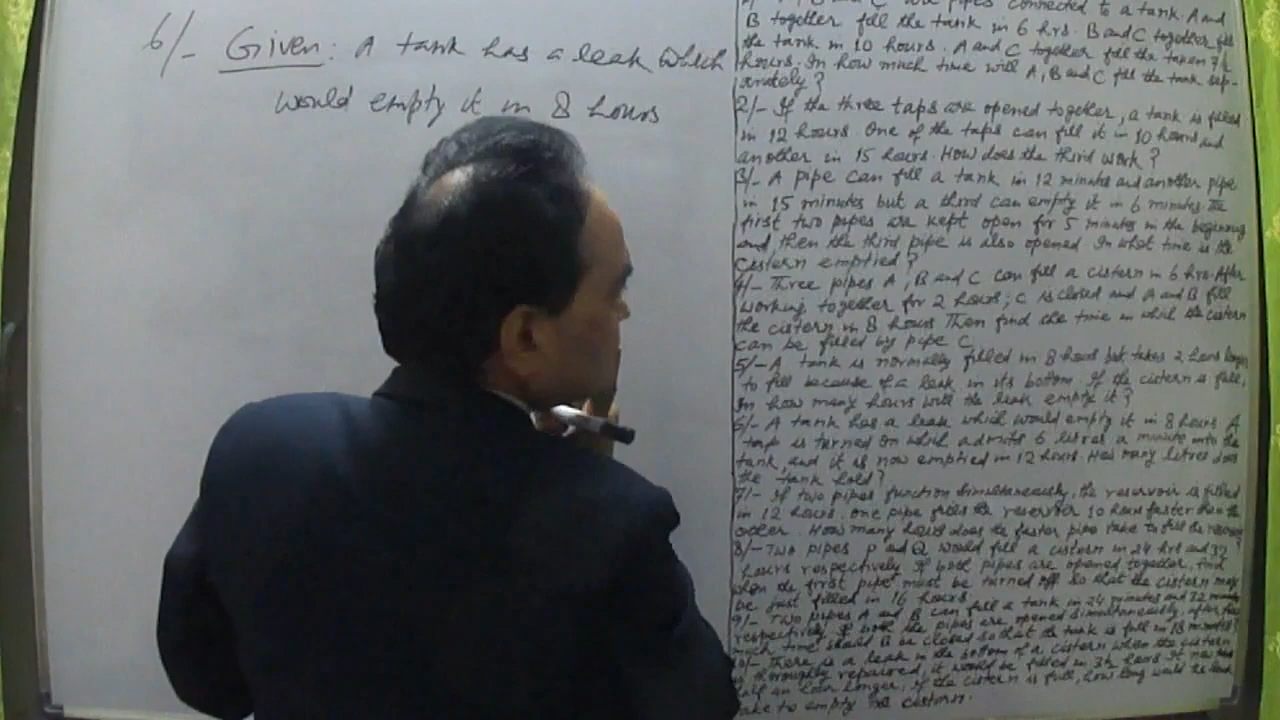 6/- Given: A tank has a leak which
would empty it in 8 hours
are pipes connected to a tank. A and
B together fill the tank in 6 hrs. B and C together fill
the tank in 10 hours. A and C together fill the taken 7½
hours. In how much time will A, B and C fill the tank sep-
arately?
2/- If the three taps are opened together, a tank is filled
in 12 hours. One of the taps can fill it in 10 hours and
another in 15 hours. How does the third work?
3/- A pipe can fill a tank in 12 minutes and another pipe
in 15 minutes but a third can empty it in 6 minutes. The
first two pipes are kept open for 5 minutes in the beginning
and then the third pipe is also opened. In what time is the
cistern emptied?
4/- Three pipes A, B and C can fill a cistern in 6 hrs. After
working together for 2 hours, C is closed and A and B fill
the cistern in 8 hours. Then find the time in which the cistern
can be filled by pipe C
5/- A tank is normally filled in 8 hours but takes 2 hours longer
to fill because of a leak in its bottom. If the cistern is full,
In how many hours will the leak empty it?
6/- A tank has a leak which would empty it in 8 hours. A
tap is turned on which admits 6 litres a minute into the
tank, and it is now emptied in 12 hours. How many litres does
the tank hold?
7/- If two pipes function simultaneously, the reservoir is filled
in 12 hours. One pipe fills the reservoir 10 hours faster than the
other. How many hours does the faster pipe take to fill the
8/- Two pipes P and Q would fill a cistern in 24 hrs and 32
hours respectively. If both pipes are opened together, find
when the first pipe must be turned off so that the cistern may
be just filled in 16 hours.
9/- Two pipes A and B can fill a tank in 24 minutes and 32 minutes
respectively. If both the pipes are opened simultaneously, after how
much time should B be closed so that the tank is full in 18 minutes?
10/- There is a leak in the bottom of a cistern when the cistern
is thoroughly repaired, it would be filled in 3½ hours. It now
half an hour longer. If the cistern is full, how long would the leak
take to empty the cistern.